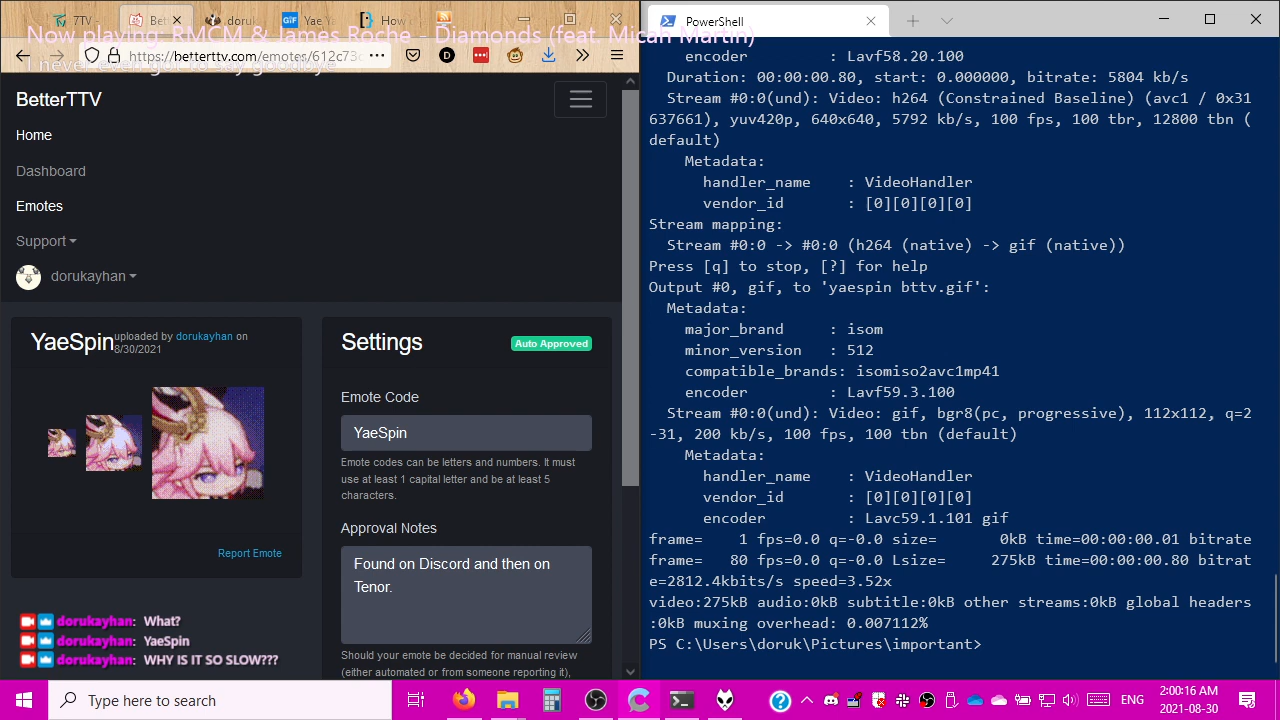 7TV
Bet
.doru
GIF
Yae Y
How
Now playing: RMCM & James Roche - Diamonds (feat. Micah Martin)
https://betterttv.com/emotes/612c73c
I never even got to say goodbye
BetterTTV
Home
Dashboard
Emotes
Support
dorukayhan
YaeSpin
uploaded by dorukayhan on
8/30/2021
Report Emote
Settings
Auto Approved
Emote Code
YaeSpin
Emote codes can be letters and numbers. It must
use at least 1 capital letter and be at least 5
characters.
Approval Notes
Found on Discord and then on
Tenor.
Should your emote be decided for manual review
(either automated or from someone reporting it),
dorukayhan: What?
dorukayhan: YaeSpin
dorukayhan: WHY IS IT SO SLOW???
PowerShell
encoder : Lavf58.20.100
Duration: 00:00:00.80, start: 0.000000, bitrate: 5804 kb/s
Stream #0:0(und): Video: h264 (Constrained Baseline) (avc1 / 0x31
637661), yuv420p, 640x640, 5792 kb/s, 100 fps, 100 tbr, 12800 tbn (
default)
Metadata:
handler_name : VideoHandler
vendor_id : [0][0][0][0]
Stream mapping:
Stream #0:0 -> #0:0 (h264 (native) -> gif (native))
Press [q] to stop, [?] for help
Output #0, gif, to 'yaespin bttv.gif':
Metadata:
major_brand : isom
minor_version : 512
compatible_brands: isomiso2avc1mp41
encoder : Lavf59.3.100
Stream #0:0(und): Video: gif, bgr8(pc, progressive), 112x112, q=2
-31, 200 kb/s, 100 fps, 100 tbn (default)
Metadata:
handler_name : VideoHandler
vendor_id : [0][0][0][0]
encoder : Lavc59.1.101 gif
frame= 1 fps=0.0 q=-0.0 size= 0kB time=00:00:00.01 bitrate
frame= 80 fps=0.0 q=-0.0 Lsize= 275kB time=00:00:00.80 bitrat
e=2812.4kbits/s speed=3.52x
video:275kB audio:0kB subtitle:0kB other streams:0kB global headers
:0kB muxing overhead: 0.007112%
PS C:\Users\doruk\Pictures\important>
Type here to search
ENG
2:00:16 AM
2021-08-30